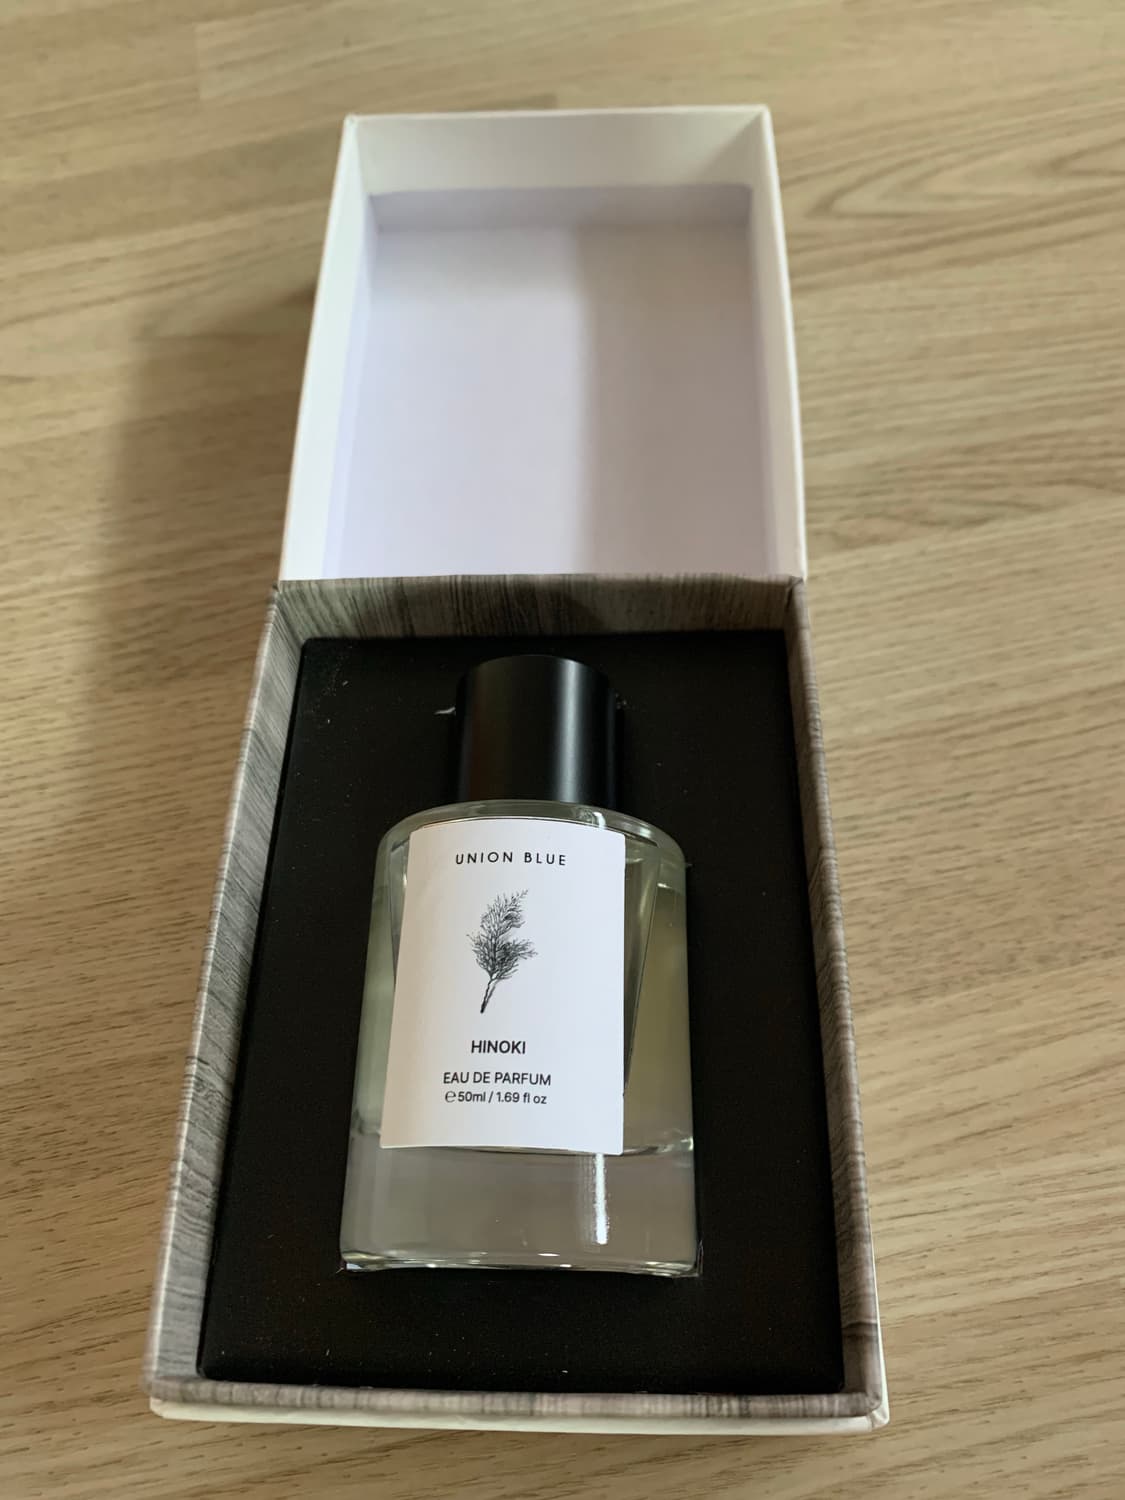 UNION BLUE
HINOKI
EAU DE PARFUM
℮50ml / 1.69 fl oz